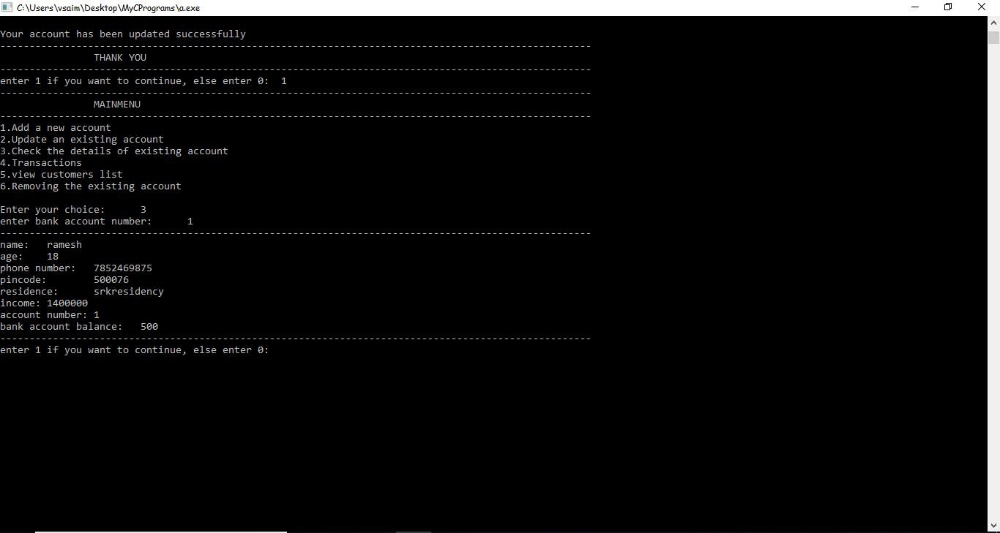 C:\Users\vsaim\Desktop\MyCPrograms\a.exe
Your account has been updated successfully
-----------------------------------------------------------------------------------------------------
THANK YOU
-----------------------------------------------------------------------------------------------------
enter 1 if you want to continue, else enter 0:  1
-----------------------------------------------------------------------------------------------------
MAINMENU
-----------------------------------------------------------------------------------------------------
1.Add a new account
2.Update an existing account
3.Check the details of existing account
4.Transactions
5.view customers list
6.Removing the existing account
Enter your choice:      3
enter bank account number:      1
-----------------------------------------------------------------------------------------------------
name:   ramesh
age:    18
phone number:   7852469875
pincode:        500076
residence:      srkresidency
income: 1400000
account number: 1
bank account balance:   500
-----------------------------------------------------------------------------------------------------
enter 1 if you want to continue, else enter 0: